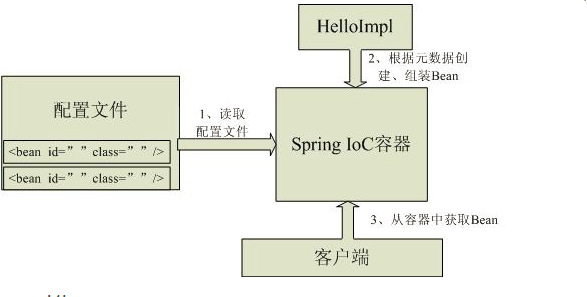 HelloImpl
2、根据元数据创
建、组装Bean
配置文件
1、读取
配置文件
Spring IoC容器
<bean id=” ” class=” ” />
<bean id=” ” class=” ” />
3、从容器中获取Bean
客户端